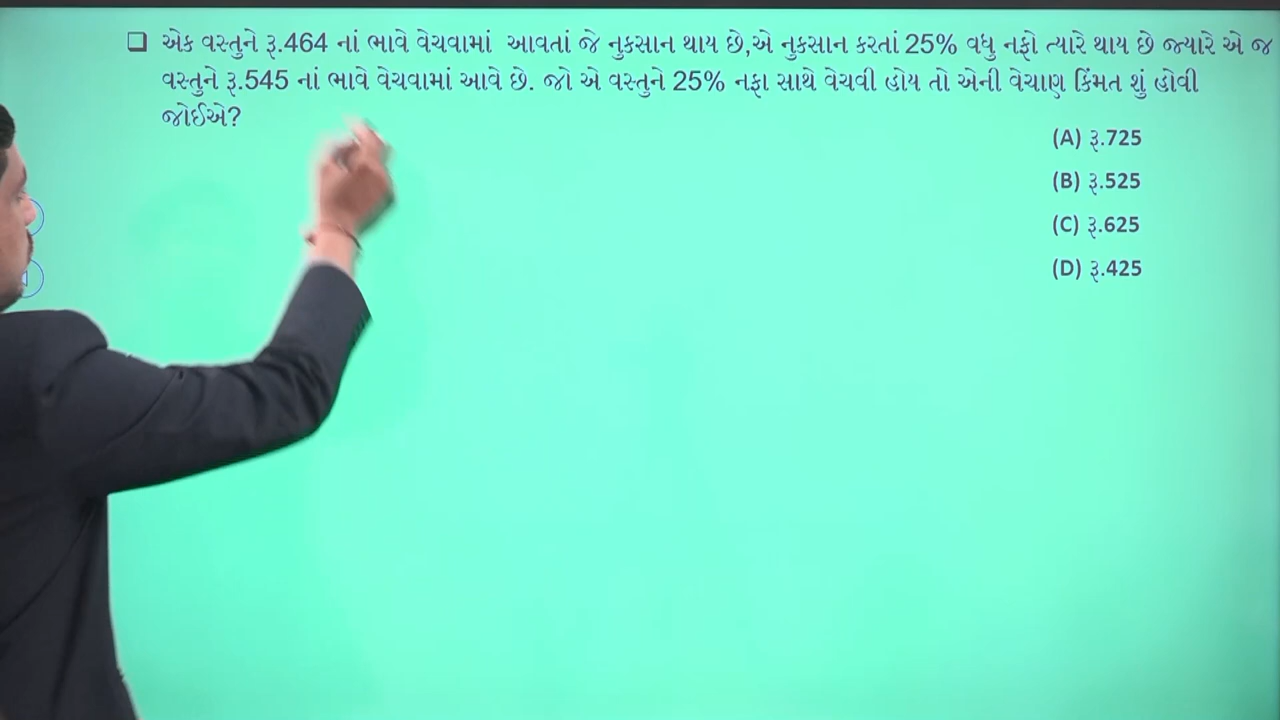 ❑ એક વસ્તુને રૂ.464 નાં ભાવે વેચવામાં આવતાં જે નુકસાન થાય છે,એ નુકસાન કરતાં 25% વધુ નફો ત્યારે થાય છે જ્યારે એ જ
વસ્તુને રૂ.545 નાં ભાવે વેચવામાં આવે છે. જો એ વસ્તુને 25% નફા સાથે વેચવી હોય તો એની વેચાણ કિંમત શું હોવી
જોઈએ?
(A) રૂ.725
(B) રૂ.525
(C) રૂ.625
(D) રૂ.425